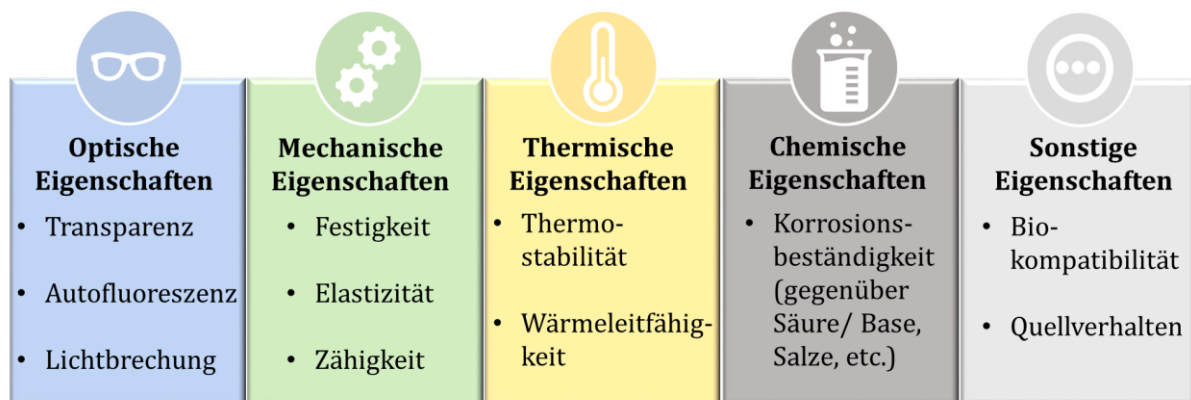 Optische
Eigenschaften
• Transparenz
• Autofluoreszenz
• Lichtbrechung
Mechanische
Eigenschaften
• Festigkeit
• Elastizität
• Zähigkeit
Thermische
Eigenschaften
• Thermo-
stabilität
• Wärmeleitfähig-
keit
Chemische
Eigenschaften
• Korrosions-
beständigkeit
(gegenüber
Säure/ Base,
Salze, etc.)
Sonstige
Eigenschaften
• Bio-
kompatibilität
• Quellverhalten